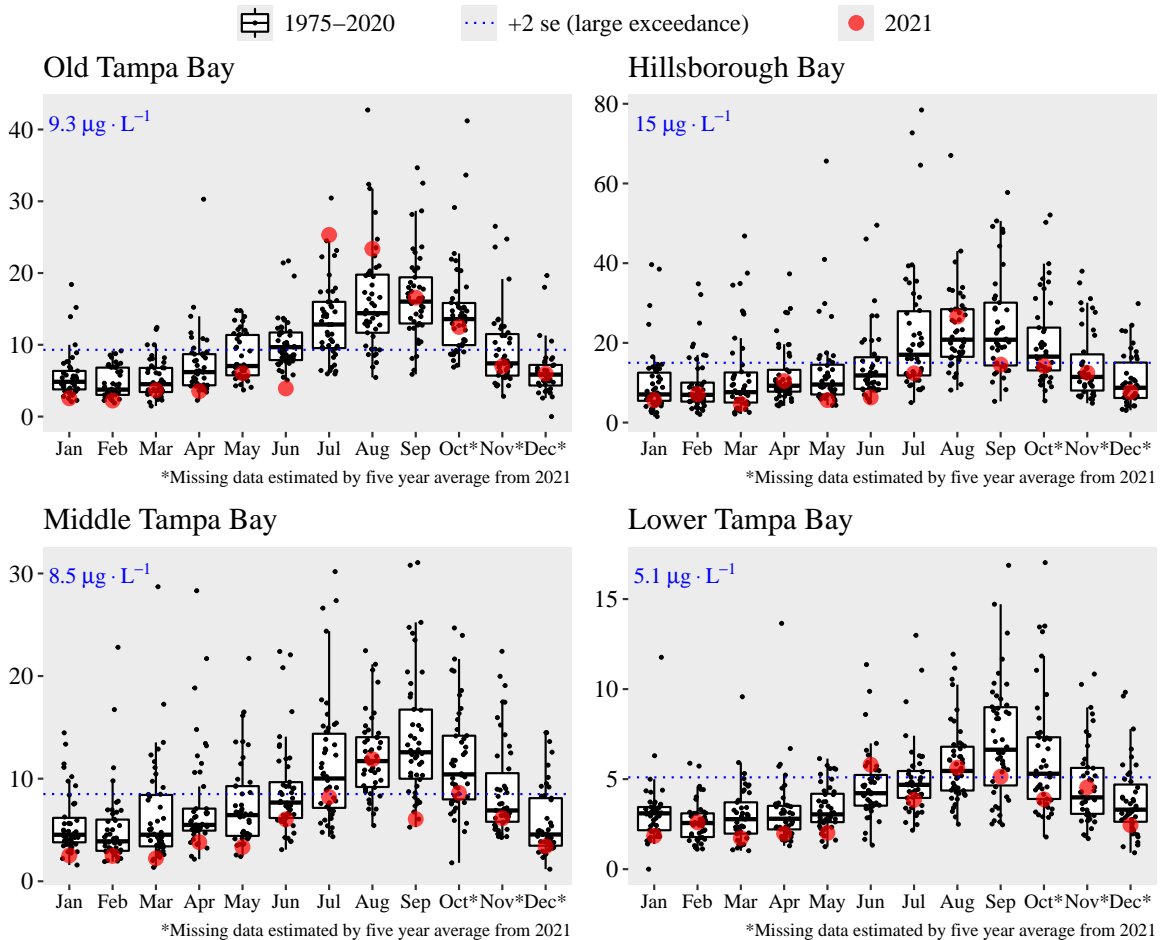 1975–2020 +2 se (large exceedance) 2021
Old Tampa Bay
9.3 μg · L⁻¹
40
30
20
10
0
Jan Feb Mar Apr May Jun Jul Aug Sep Oct* Nov* Dec*
*Missing data estimated by five year average from 2021
Hillsborough Bay
15 μg · L⁻¹
80
60
40
20
0
Jan Feb Mar Apr May Jun Jul Aug Sep Oct* Nov* Dec*
*Missing data estimated by five year average from 2021
Middle Tampa Bay
8.5 μg · L⁻¹
30
20
10
0
Jan Feb Mar Apr May Jun Jul Aug Sep Oct* Nov* Dec*
*Missing data estimated by five year average from 2021
Lower Tampa Bay
5.1 μg · L⁻¹
15
10
5
0
Jan Feb Mar Apr May Jun Jul Aug Sep Oct* Nov* Dec*
*Missing data estimated by five year average from 2021